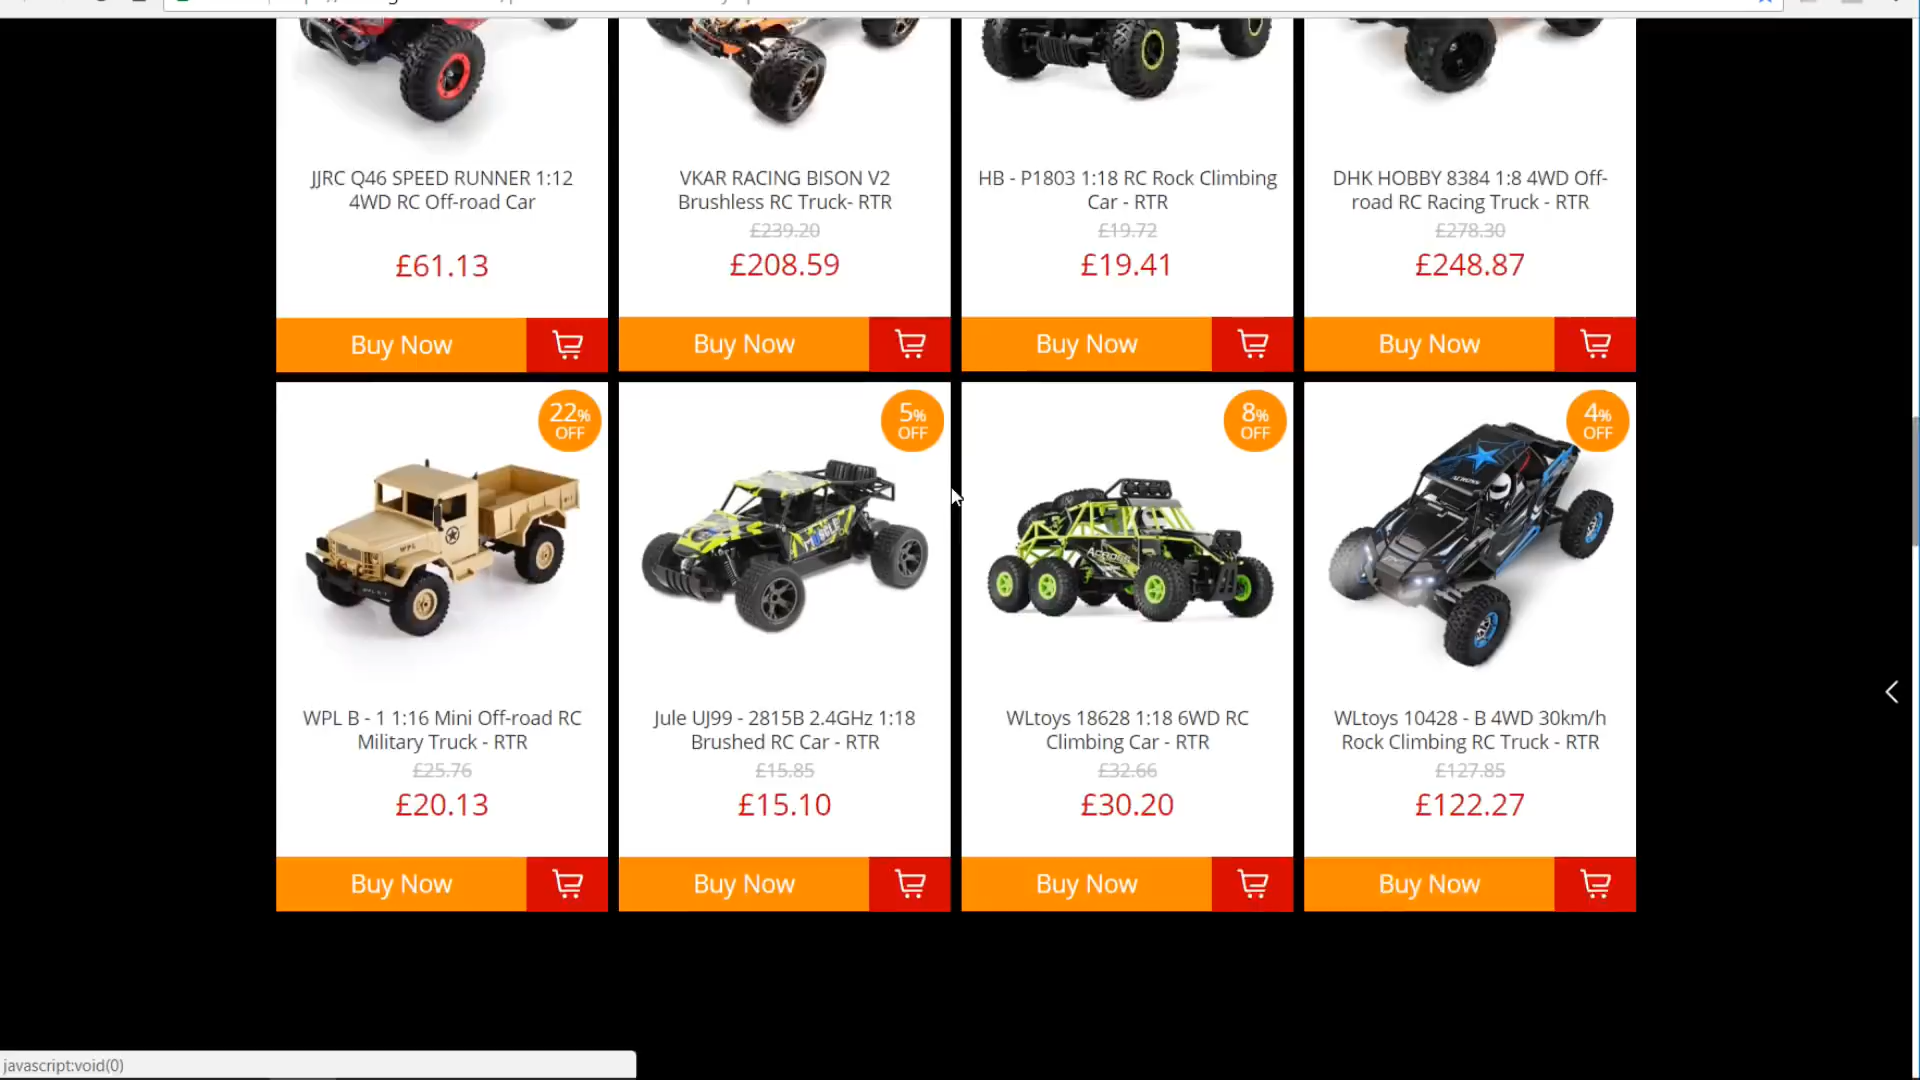 JJRC Q46 SPEED RUNNER 1:12
4WD RC Off-road Car
£61.13
Buy Now
VKAR RACING BISON V2
Brushless RC Truck- RTR
£239.20
£208.59
Buy Now
HB - P1803 1:18 RC Rock Climbing
Car - RTR
£19.72
£19.41
Buy Now
DHK HOBBY 8384 1:8 4WD Off-
road RC Racing Truck - RTR
£278.30
£248.87
Buy Now
22%
OFF
WPL
WPL B - 1 1:16 Mini Off-road RC
Military Truck - RTR
£25.76
£20.13
Buy Now
5%
OFF
Jule UJ99 - 2815B 2.4GHz 1:18
Brushed RC Car - RTR
£15.85
£15.10
Buy Now
8%
OFF
ACROSS
WLtoys 18628 1:18 6WD RC
Climbing Car - RTR
£32.66
£30.20
Buy Now
4%
OFF
ACROSS
WLtoys 10428 - B 4WD 30km/h
Rock Climbing RC Truck - RTR
£127.85
£122.27
Buy Now
javascript:void(0)